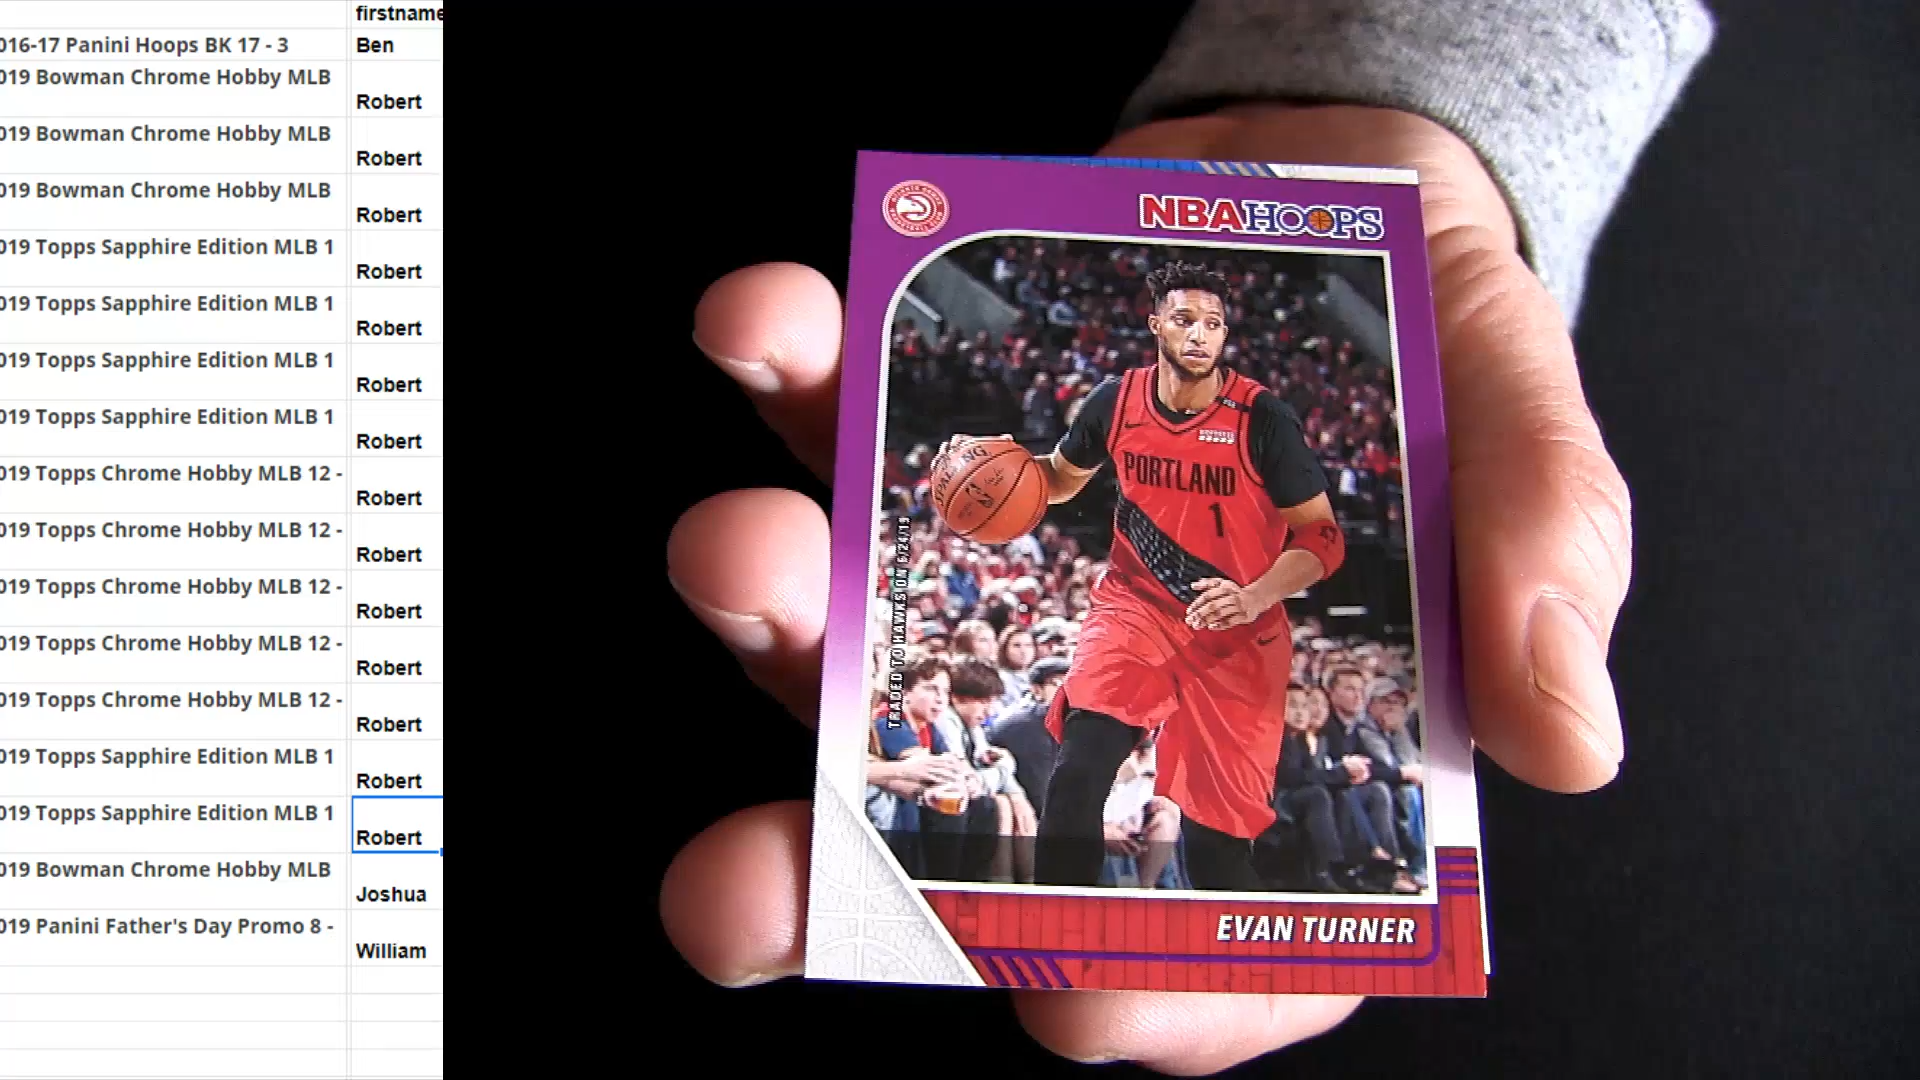 firstname
016-17 Panini Hoops BK 17 - 3
Ben
019 Bowman Chrome Hobby MLB
Robert
019 Bowman Chrome Hobby MLB
Robert
019 Bowman Chrome Hobby MLB
Robert
019 Topps Sapphire Edition MLB 1
Robert
019 Topps Sapphire Edition MLB 1
Robert
019 Topps Sapphire Edition MLB 1
Robert
019 Topps Sapphire Edition MLB 1
Robert
019 Topps Chrome Hobby MLB 12 -
Robert
019 Topps Chrome Hobby MLB 12 -
Robert
019 Topps Chrome Hobby MLB 12 -
Robert
019 Topps Chrome Hobby MLB 12 -
Robert
019 Topps Chrome Hobby MLB 12 -
Robert
019 Topps Sapphire Edition MLB 1
Robert
019 Topps Sapphire Edition MLB 1
Robert
019 Bowman Chrome Hobby MLB
Joshua
019 Panini Father's Day Promo 8 -
William
NBA HOOPS
SPALDING
PORTLAND
1
TRADED TO HAWKS ON 6/24/19
EVAN TURNER